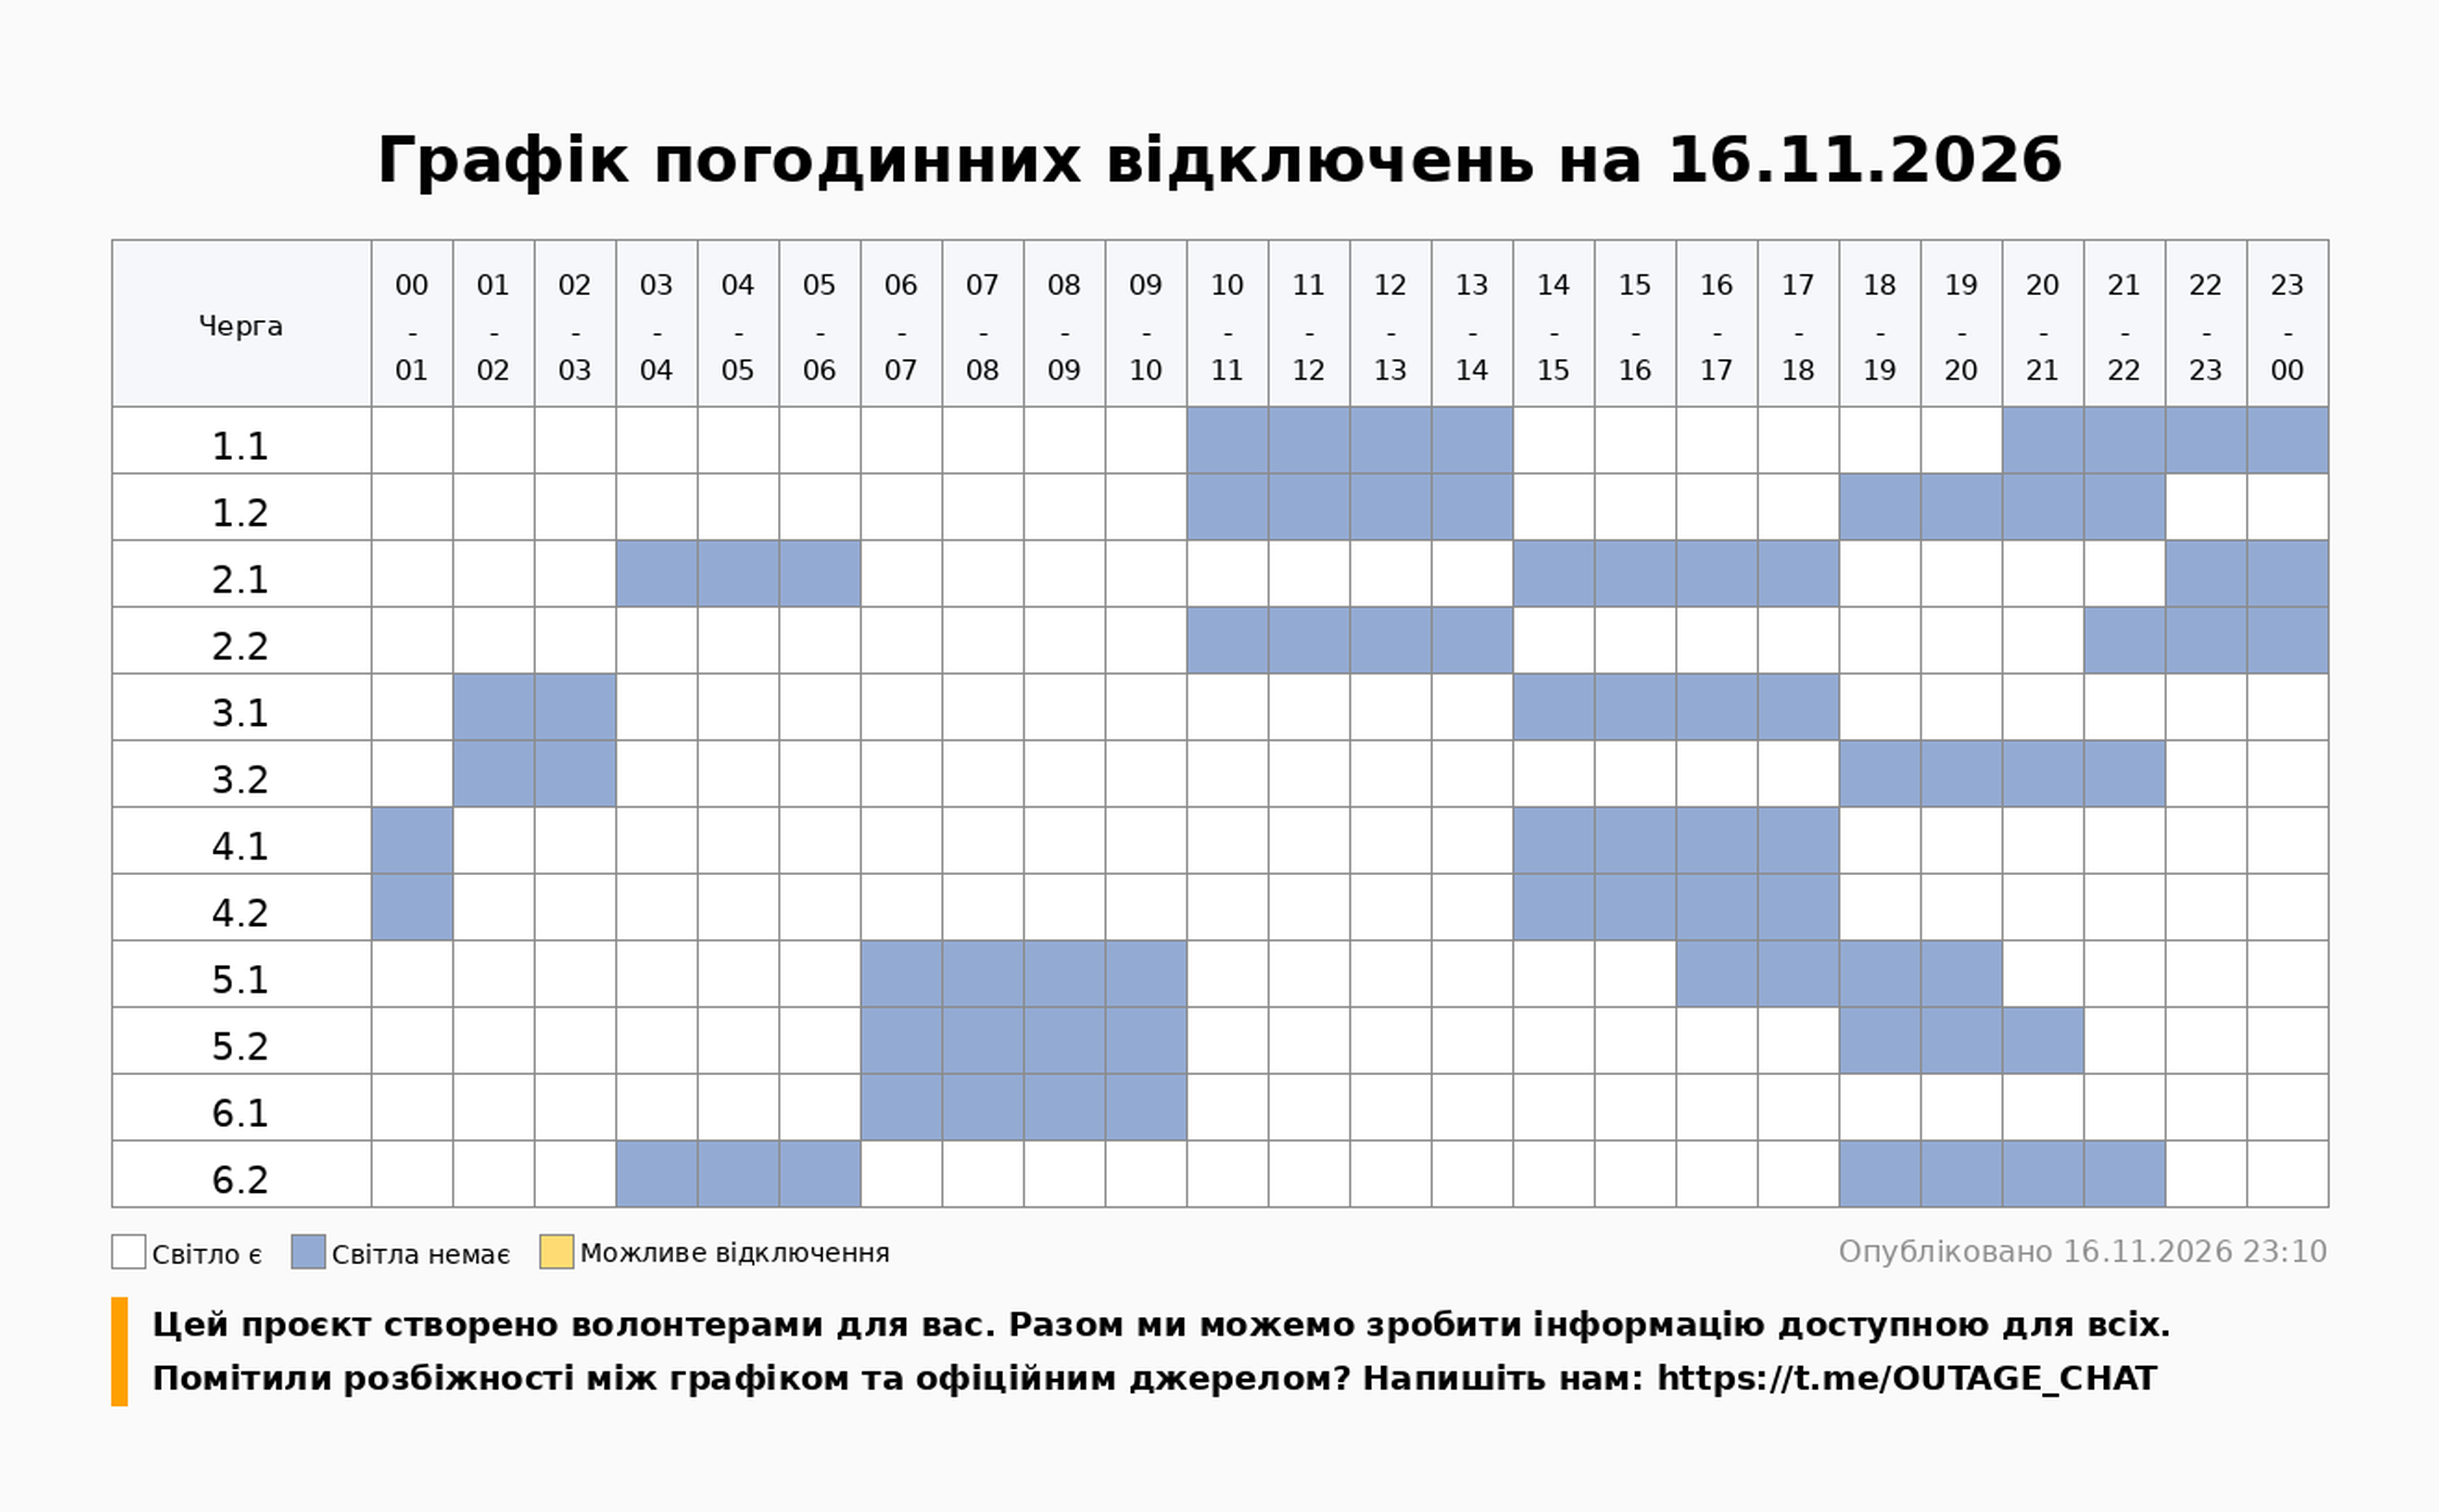 Графік погодинних відключень на 16.11.2026
Черга 00 - 01 01 - 02 02 - 03 03 - 04 04 - 05 05 - 06 06 - 07 07 - 08 08 - 09 09 - 10 10 - 11 11 - 12 12 - 13 13 - 14 14 - 15 15 - 16 16 - 17 17 - 18 18 - 19 19 - 20 20 - 21 21 - 22 22 - 23 23 - 00
1.1
1.2
2.1
2.2
3.1
3.2
4.1
4.2
5.1
5.2
6.1
6.2
Світло є Світла немає Можливе відключення Опубліковано 16.11.2026 23:10
Цей проєкт створено волонтерами для вас. Разом ми можемо зробити інформацію доступною для всіх.
Помітили розбіжності між графіком та офіційним джерелом? Напишіть нам: https://t.me/OUTAGE_CHAT